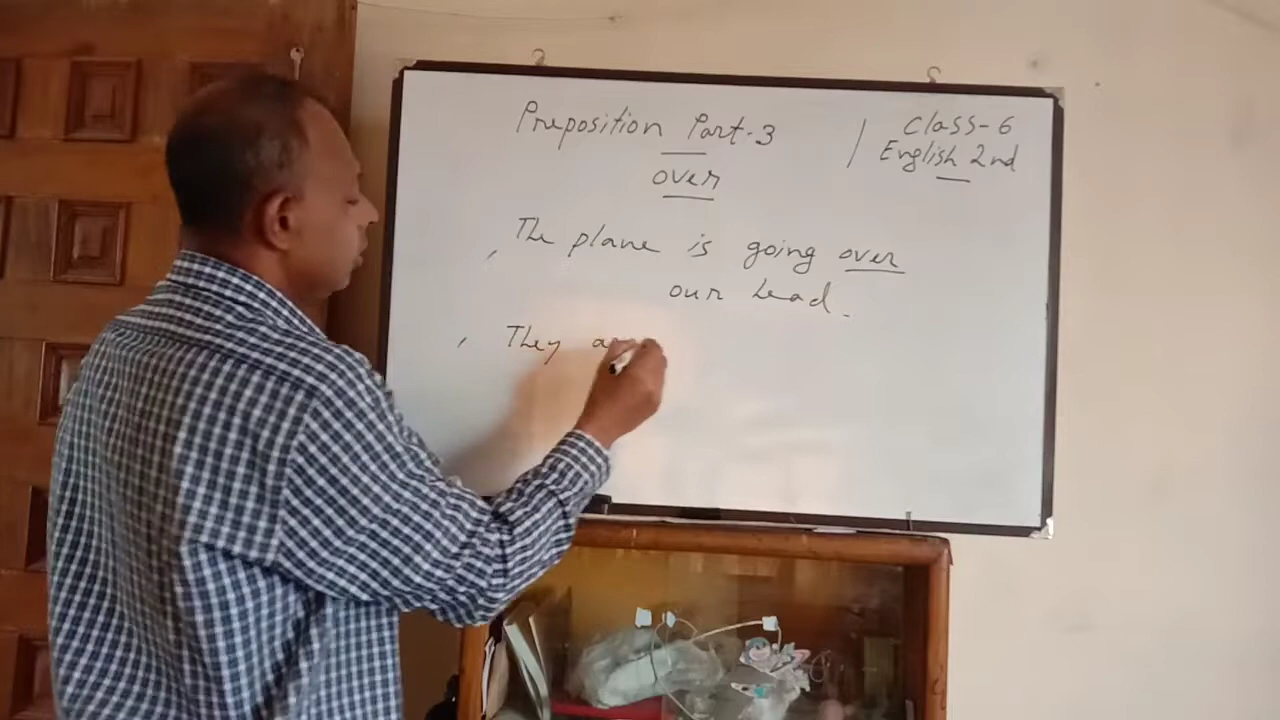 Preposition Part-3
over
Class-6
English 2nd
The plane is going over
our head.
They